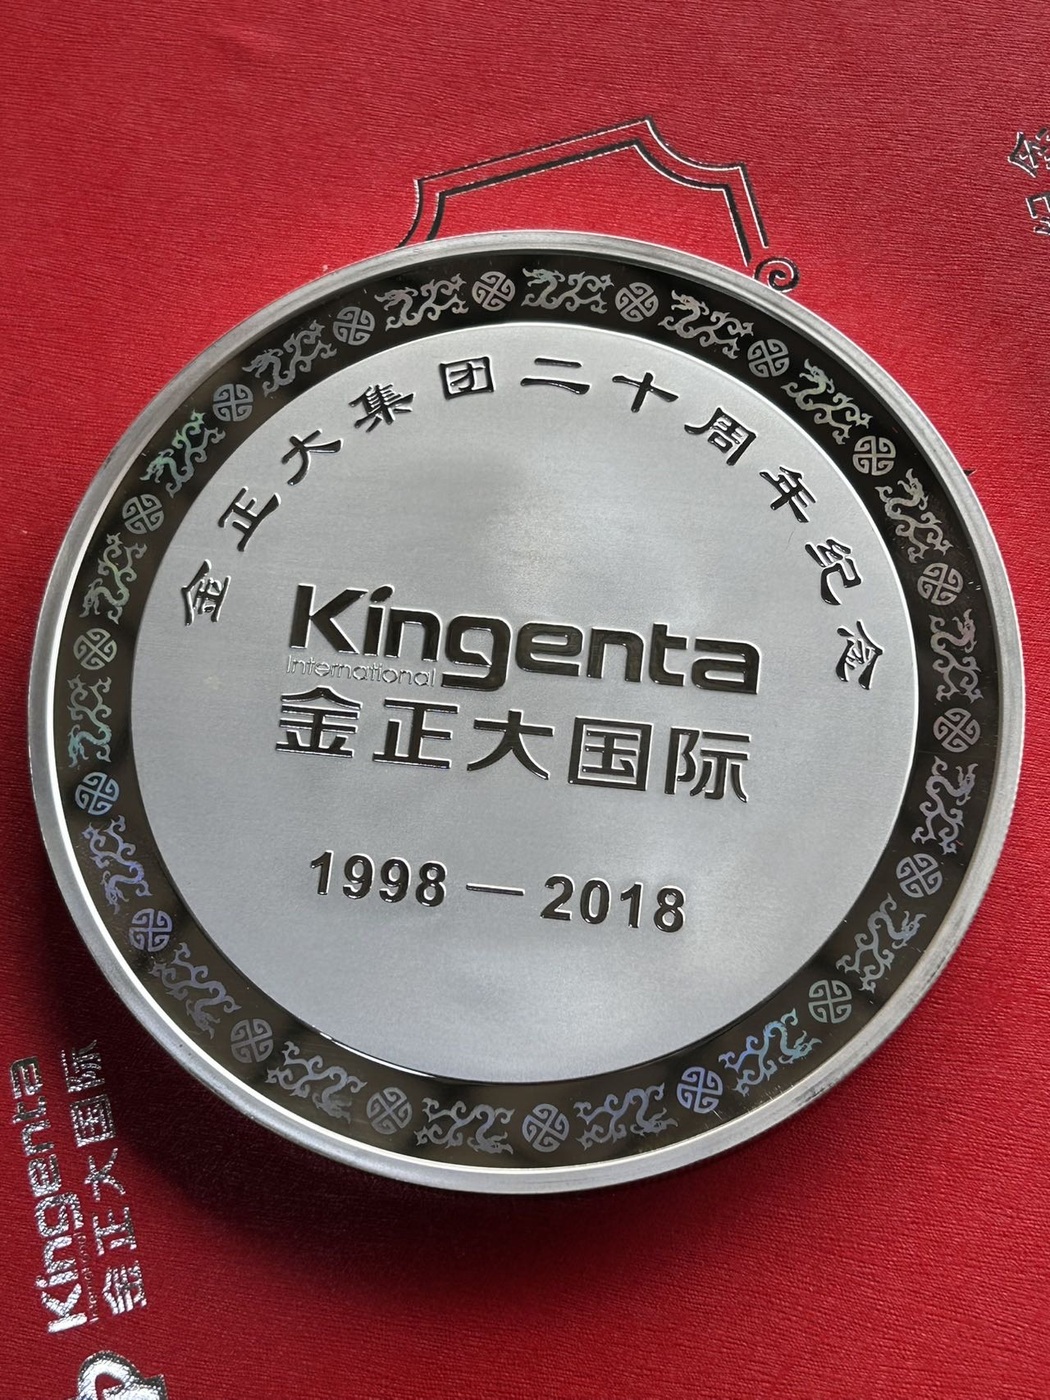 金正大集团二十周年纪念
Kingenta
International
金正大国际
1998—2018
Kingenta
金正大国际